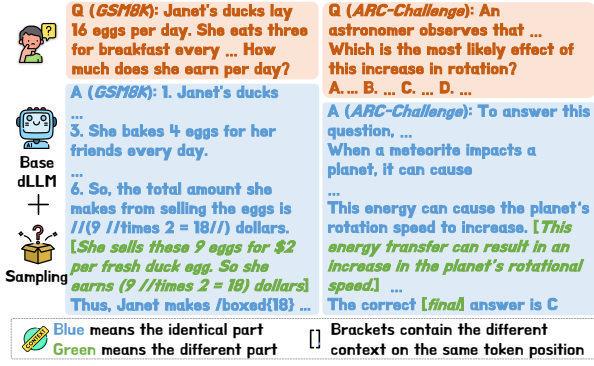 Q (GSM8K): Janet's ducks lay
16 eggs per day. She eats three
for breakfast every ... How
much does she earn per day?
Q (ARC-Challenge): An
astronomer observes that ...
Which is the most likely effect of
this increase in rotation?
A. ... B. ... C. ... D. ...
Base
dLLM
+
Sampling
A (GSM8K): 1. Janet's ducks
...
3. She bakes 4 eggs for her
friends every day.
...
6. So, the total amount she
makes from selling the eggs is
//(9 //times 2 = 18//) dollars.
[She sells these 9 eggs for $2
per fresh duck egg. So she
earns (9 //times 2 = 18) dollars]
Thus, Janet makes /boxed{18} ...
A (ARC-Challenge): To answer this
question, ...
When a meteorite impacts a
planet, it can cause
...
This energy can cause the planet's
rotation speed to increase. [This
energy transfer can result in an
increase in the planet's rotational
speed.] ...
The correct [final] answer is C
CONTEXT
Blue means the identical part
Green means the different part
[] Brackets contain the different
context on the same token position